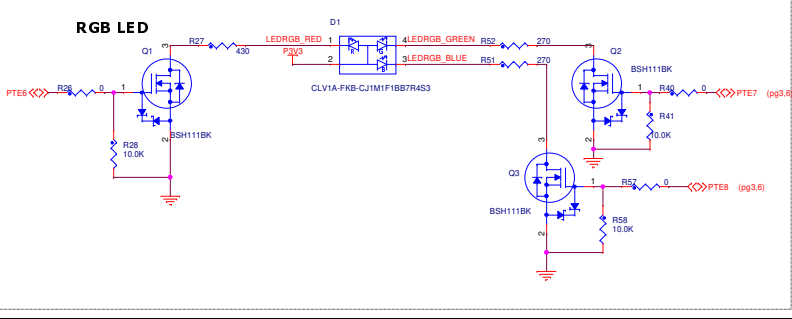 RGB LED
D1
Q1
3
R27
430
LEDRGB_RED
1
4
LEDRGB_GREEN
R52
270
3
Q2
P3V3
2
3
LEDRGB_BLUE
R51
270
BSH111BK
CLV1A-FKB-CJ1M1F1BB7R4S3
PTE6
R26
0
1
1
R40
0
PTE7
(pg3,6)
R41
10.0K
BSH111BK
2
2
R28
10.0K
3
Q3
1
R57
0
PTE8
(pg3,6)
BSH111BK
R58
10.0K
2
R
G
B